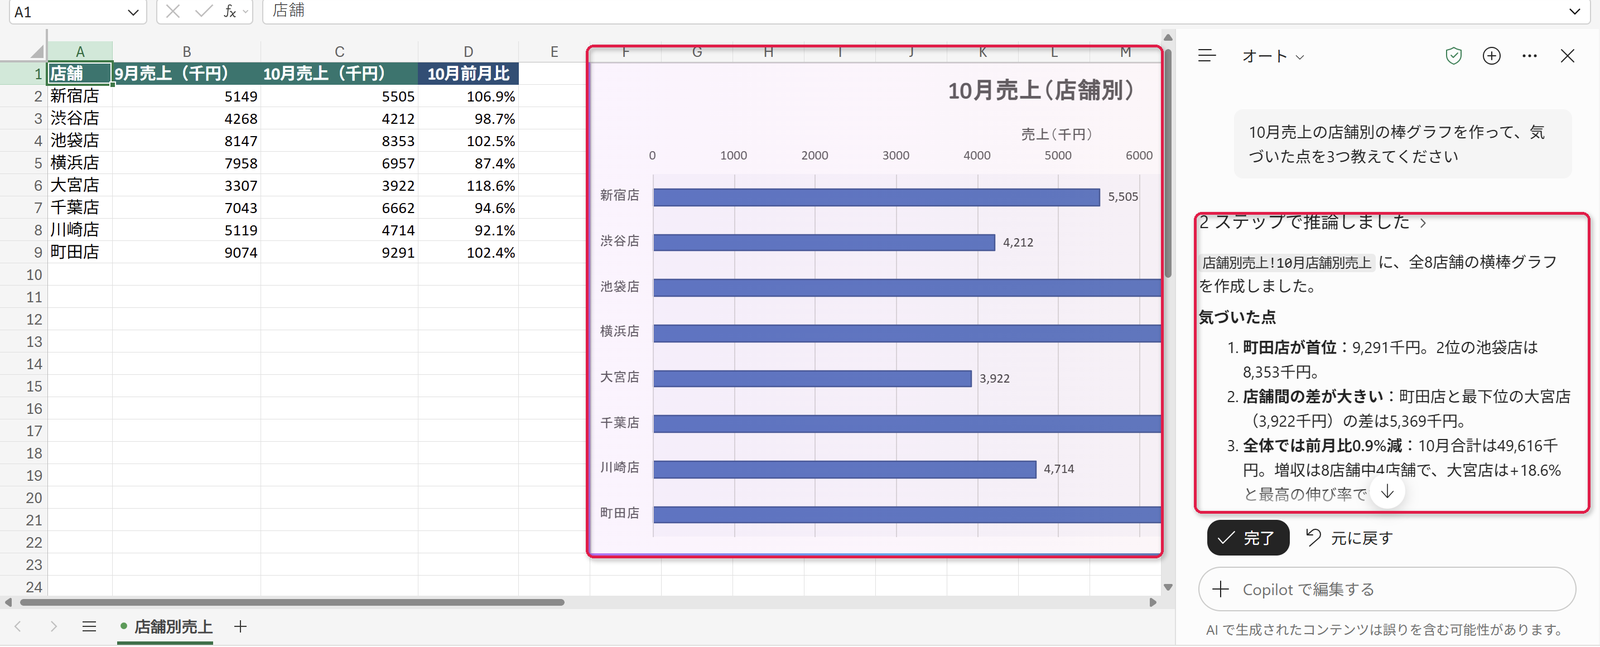 A1
fx
店舗
A B C D E F G H I J K L M
1 店舗 9月売上（千円） 10月売上（千円） 10月前月比
2 新宿店 5149 5505 106.9%
3 渋谷店 4268 4212 98.7%
4 池袋店 8147 8353 102.5%
5 横浜店 7958 6957 87.4%
6 大宮店 3307 3922 118.6%
7 千葉店 7043 6662 94.6%
8 川崎店 5119 4714 92.1%
9 町田店 9074 9291 102.4%
10
11
12
13
14
15
16
17
18
19
20
21
22
23
24
10月売上（店舗別）
売上（千円）
0 1000 2000 3000 4000 5000 6000
新宿店 5,505
渋谷店 4,212
池袋店
横浜店
大宮店 3,922
千葉店
川崎店 4,714
町田店
店舗別売上
オート
10月売上の店舗別の棒グラフを作って、気
づいた点を3つ教えてください
2 ステップで推論しました
店舗別売上!10月店舗別売上 に、全8店舗の横棒グラフ
を作成しました。
気づいた点
1. 町田店が首位：9,291千円。2位の池袋店は
8,353千円。
2. 店舗間の差が大きい：町田店と最下位の大宮店
（3,922千円）の差は5,369千円。
3. 全体では前月比0.9%減：10月合計は49,616千
円。増収は8店舗中4店舗で、大宮店は+18.6%
と最高の伸び率で
完了 元に戻す
Copilot で編集する
AI で生成されたコンテンツは誤りを含む可能性があります。